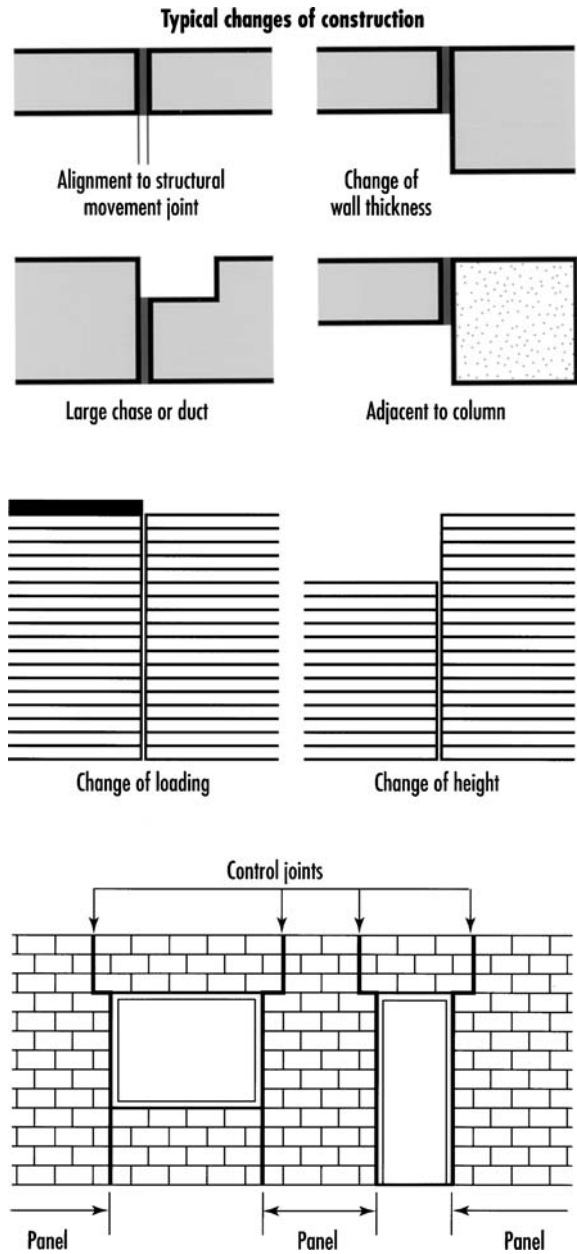 Typical changes of construction
Alignment to structural
movement joint
Change of
wall thickness
Large chase or duct
Adjacent to column
Change of loading
Change of height
Control joints
Panel
Panel
Panel